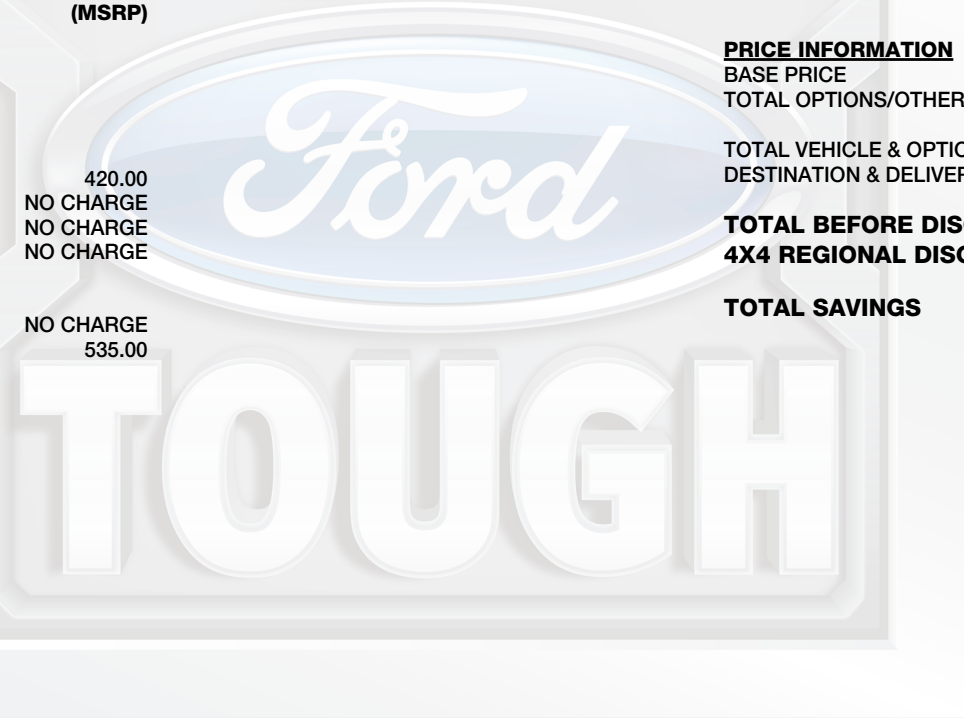 (MSRP)
420.00
NO CHARGE
NO CHARGE
NO CHARGE
NO CHARGE
535.00
PRICE INFORMATION
BASE PRICE
TOTAL OPTIONS/OTHER
TOTAL VEHICLE & OPTIO
DESTINATION & DELIVER
TOTAL BEFORE DIS
4X4 REGIONAL DISC
TOTAL SAVINGS
Ford
TOUGH